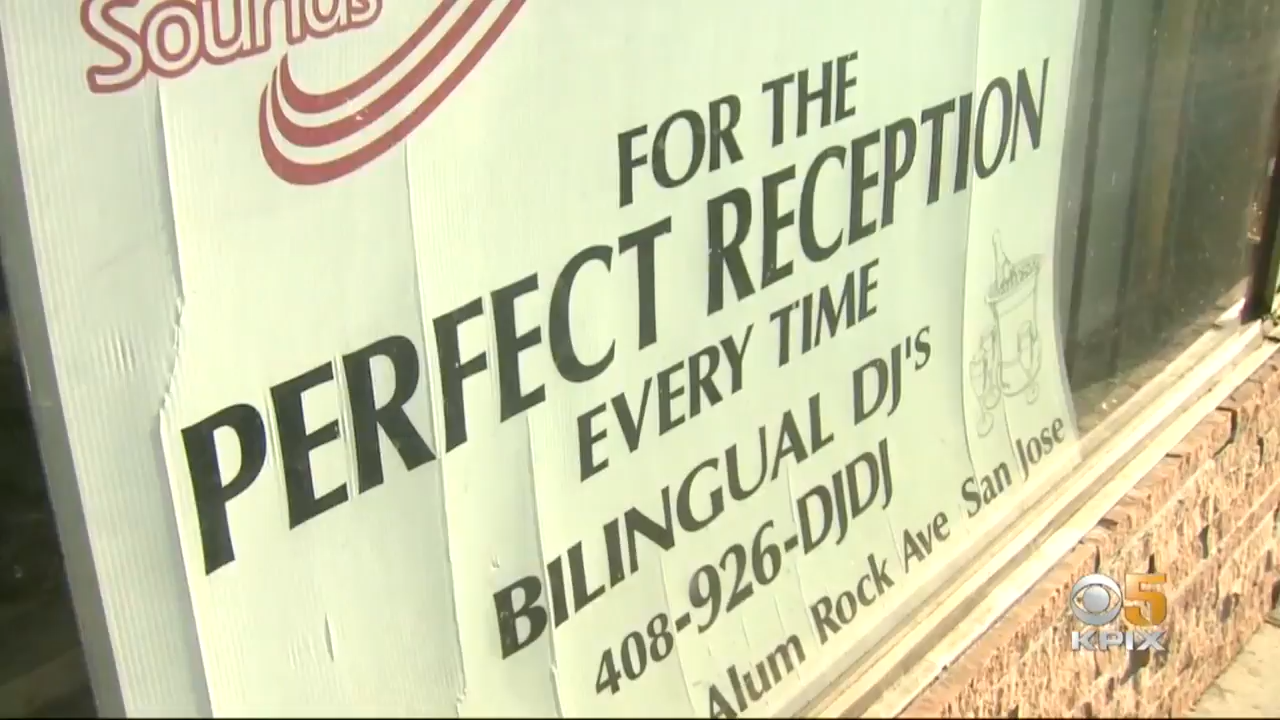 Sounds
FOR THE
PERFECT RECEPTION
EVERY TIME
BILINGUAL DJ'S
408-926-DJDJ
Alum Rock Ave San Jose
5
KPIX